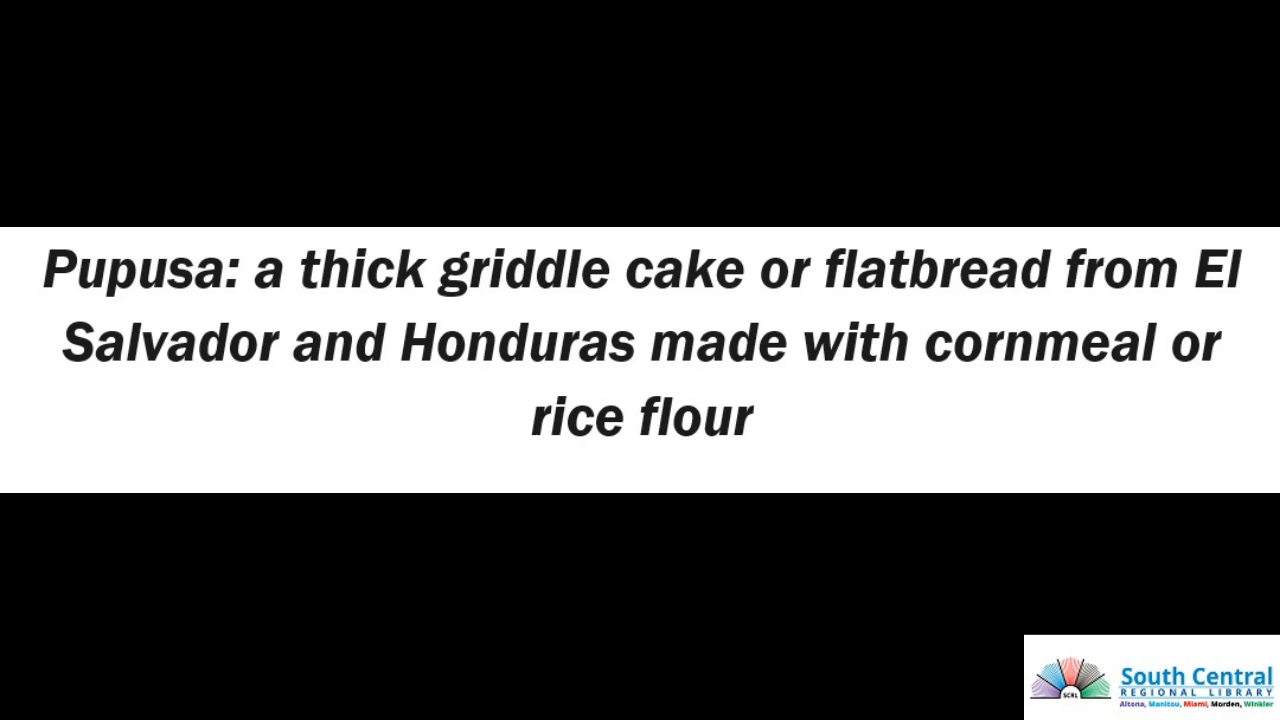 Pupusa: a thick griddle cake or flatbread from El
Salvador and Honduras made with cornmeal or
rice flour
SCRL
South Central
REGIONAL LIBRARY
Altona, Manitou, Miami, Morden, Winkler